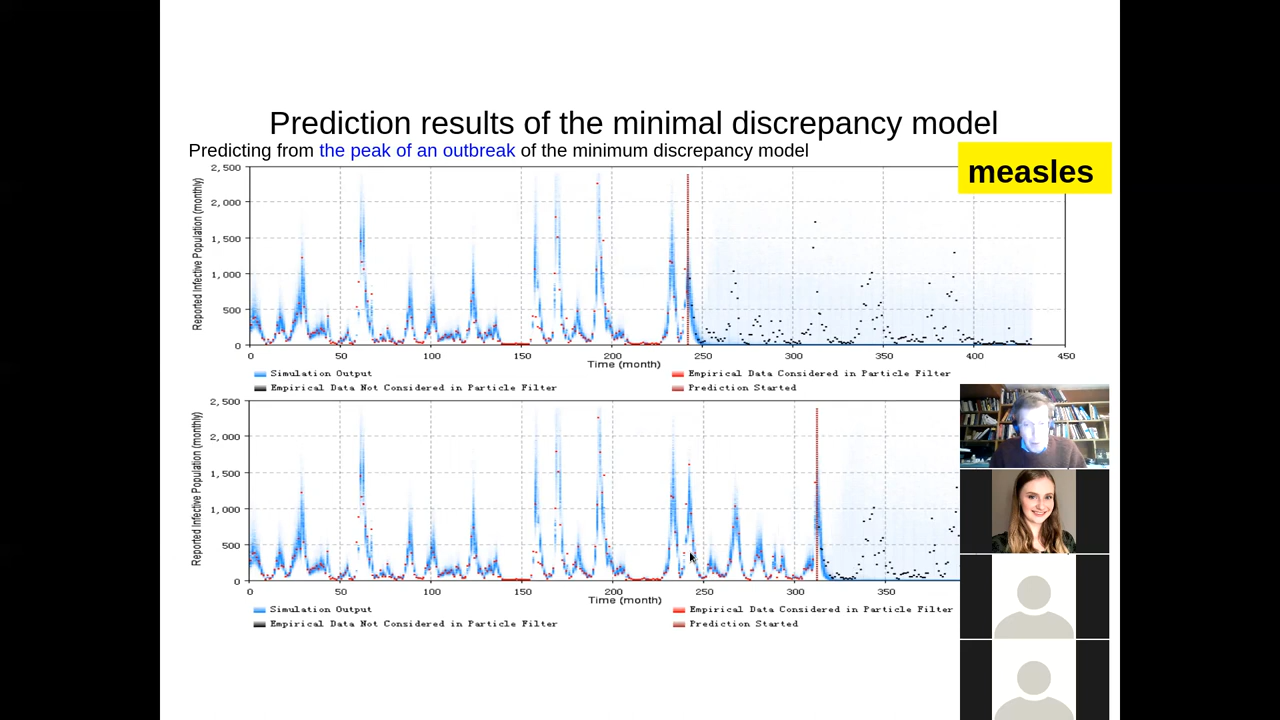 Prediction results of the minimal discrepancy model
Predicting from the peak of an outbreak of the minimum discrepancy model
measles
Reported Infective Population (monthly)
2,500
2,000
1,500
1,000
500
0
0 50 100 150 200 250 300 350 400 450
Time (month)
Simulation Output
Empirical Data Considered in Particle Filter
Empirical Data Not Considered in Particle Filter
Prediction Started
Reported Infective Population (monthly)
2,500
2,000
1,500
1,000
500
0
0 50 100 150 200 250 300 350
Time (month)
Simulation Output
Empirical Data Considered in Particle Filter
Empirical Data Not Considered in Particle Filter
Prediction Started